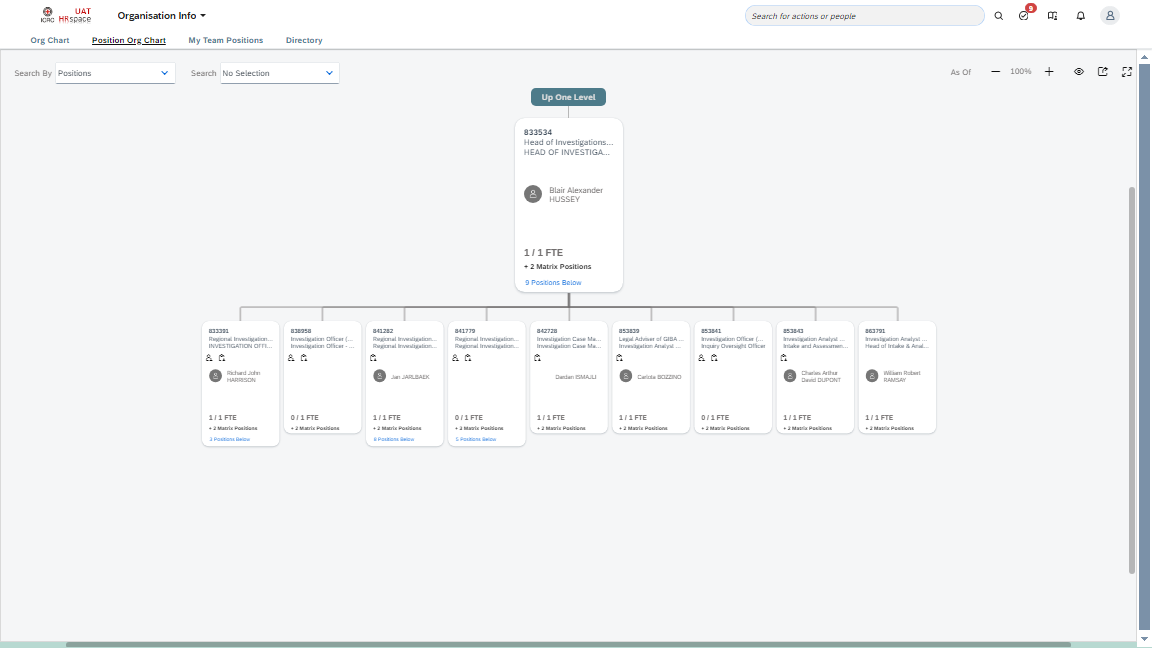 ICRC
UAT
HRspace
Organisation Info
Search for actions or people
9
Org Chart
Position Org Chart
My Team Positions
Directory
Search By
Positions
Search
No Selection
As Of
100%
Up One Level
833534
Head of Investigations...
HEAD OF INVESTIGA...
Blair Alexander
HUSSEY
1 / 1 FTE
+ 2 Matrix Positions
9 Positions Below
833391
Regional Investigation...
INVESTIGATION OFFI...
Richard John
HARRISON
1 / 1 FTE
+ 2 Matrix Positions
3 Positions Below
838958
Investigation Officer (...
Investigation Officer - ...
0 / 1 FTE
+ 2 Matrix Positions
841282
Regional Investigation...
Regional Investigation...
Jan JARLBAEK
1 / 1 FTE
+ 2 Matrix Positions
8 Positions Below
841779
Regional Investigation...
Regional Investigation...
0 / 1 FTE
+ 2 Matrix Positions
5 Positions Below
842728
Investigation Case Ma...
Investigation Case Ma...
Dardan ISMAJLI
1 / 1 FTE
+ 2 Matrix Positions
853839
Legal Adviser of GIBA ...
Investigation Analyst ...
Carlota BOZZINO
1 / 1 FTE
+ 2 Matrix Positions
853841
Investigation Officer (...
Inquiry Oversight Officer
0 / 1 FTE
+ 2 Matrix Positions
853843
Investigation Analyst ...
Intake and Assessmen...
Charles Arthur
David DUPONT
1 / 1 FTE
+ 2 Matrix Positions
863791
Investigation Analyst ...
Head of Intake & Anal...
William Robert
RAMSAY
1 / 1 FTE
+ 2 Matrix Positions